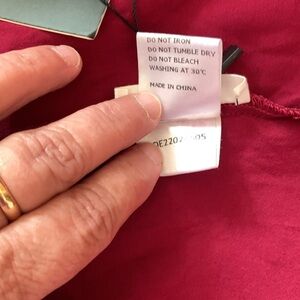 DO NOT IRON
DO NOT TUMBLE DRY
DO NOT BLEACH
WASHING AT 30°C
MADE IN CHINA